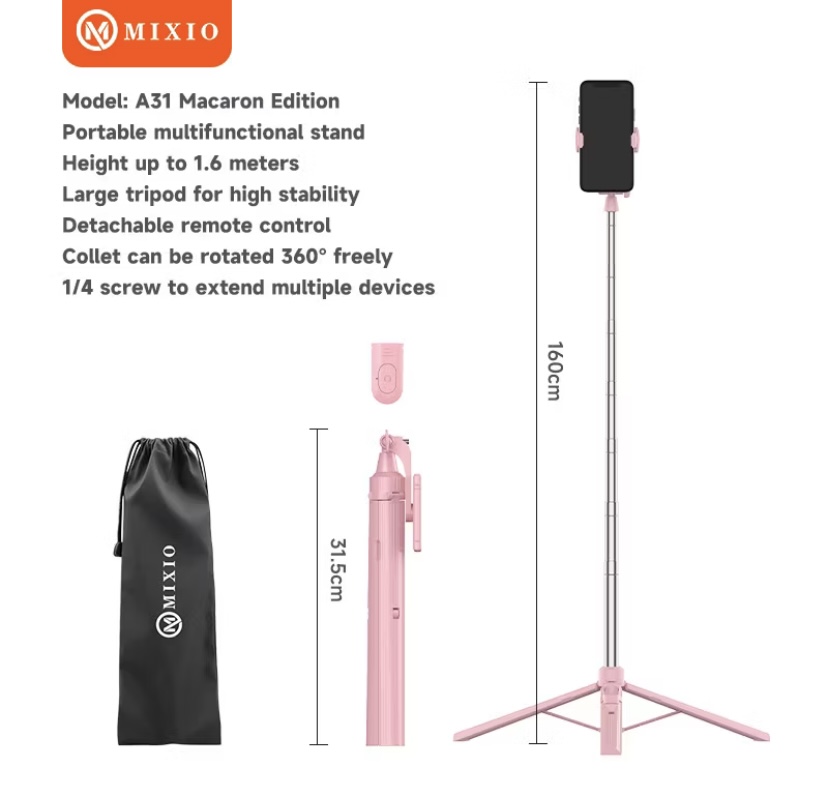 MIXIO
Model: A31 Macaron Edition
Portable multifunctional stand
Height up to 1.6 meters
Large tripod for high stability
Detachable remote control
Collet can be rotated 360° freely
1/4 screw to extend multiple devices
160cm
31.5cm
MIXIO